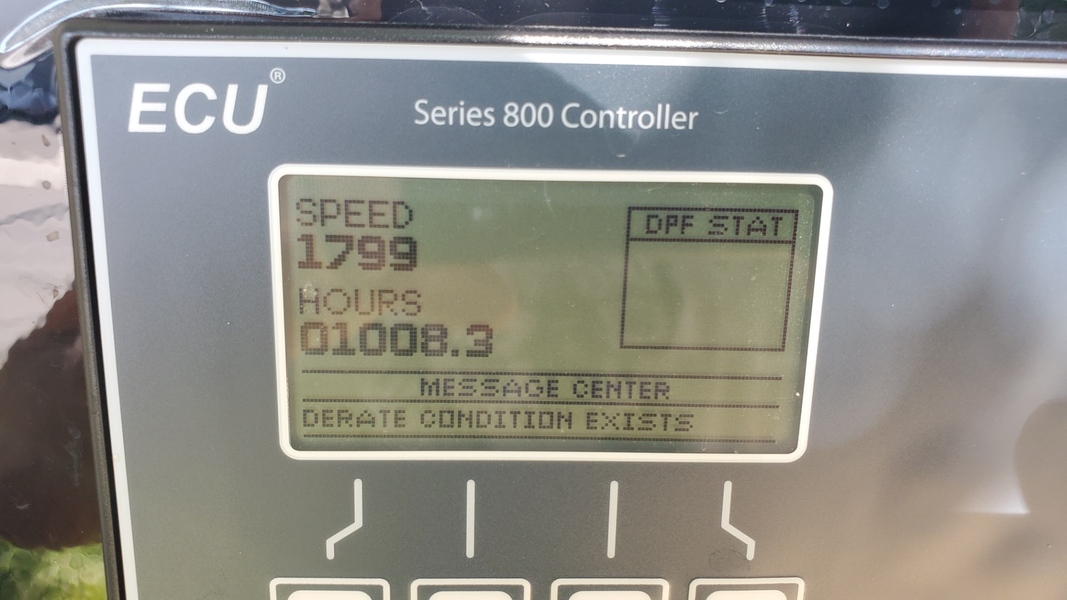 ECU®
Series 800 Controller
SPEED
1799
DPF STAT
HOURS
01008.3
MESSAGE CENTER
DERATE CONDITION EXISTS